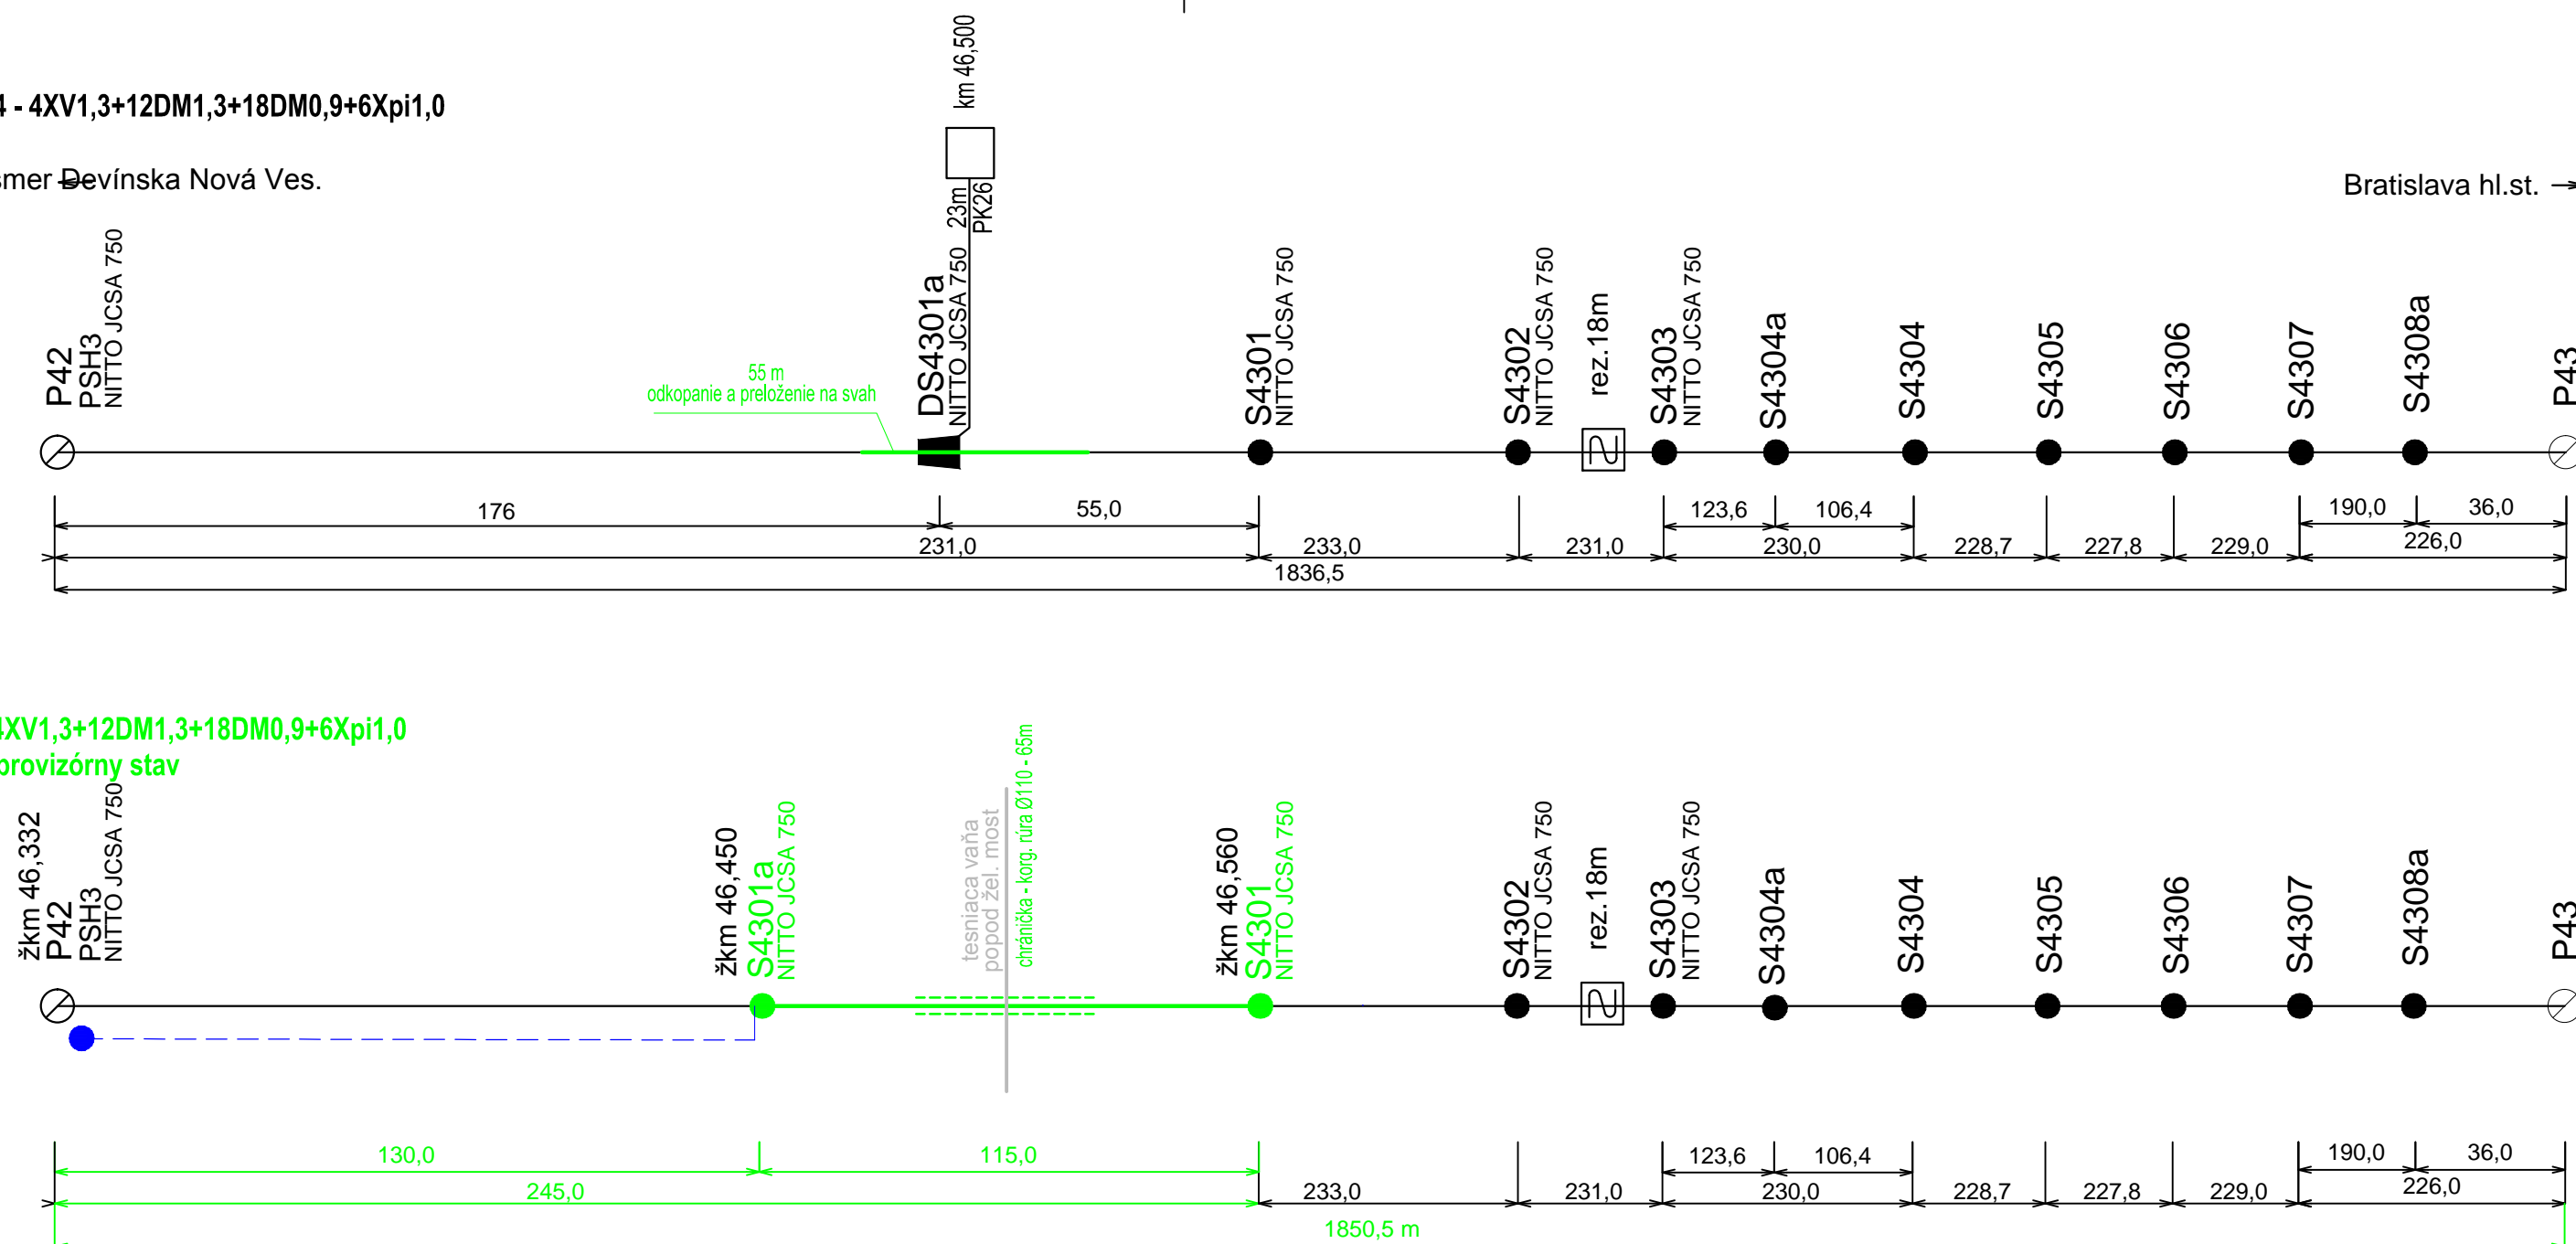 km 46,500
4 - 4XV1,3+12DM1,3+18DM0,9+6Xpi1,0
smer Devínska Nová Ves.
Bratislava hl.st.
23m
PK26
P42
PSH3
NITTO JCSA 750
55 m
odkopanie a preloženie na svah
DS4301a
NITTO JCSA 750
S4301
NITTO JCSA 750
S4302
NITTO JCSA 750
rez.18m
S4303
NITTO JCSA 750
S4304a
S4304
S4305
S4306
S4307
S4308a
P43
176
55,0
123,6
106,4
190,0
36,0
231,0
233,0
231,0
230,0
228,7
227,8
229,0
226,0
1836,5
4XV1,3+12DM1,3+18DM0,9+6Xpi1,0
provizórny stav
žkm 46,332
P42
PSH3
NITTO JCSA 750
žkm 46,450
S4301a
NITTO JCSA 750
tesniaca vaňa
popod žel. most
chránička - korg. rúra Ø110 - 65m
žkm 46,560
S4301
NITTO JCSA 750
S4302
NITTO JCSA 750
rez.18m
S4303
NITTO JCSA 750
S4304a
S4304
S4305
S4306
S4307
S4308a
P43
130,0
115,0
123,6
106,4
190,0
36,0
245,0
233,0
231,0
230,0
228,7
227,8
229,0
226,0
1850,5 m